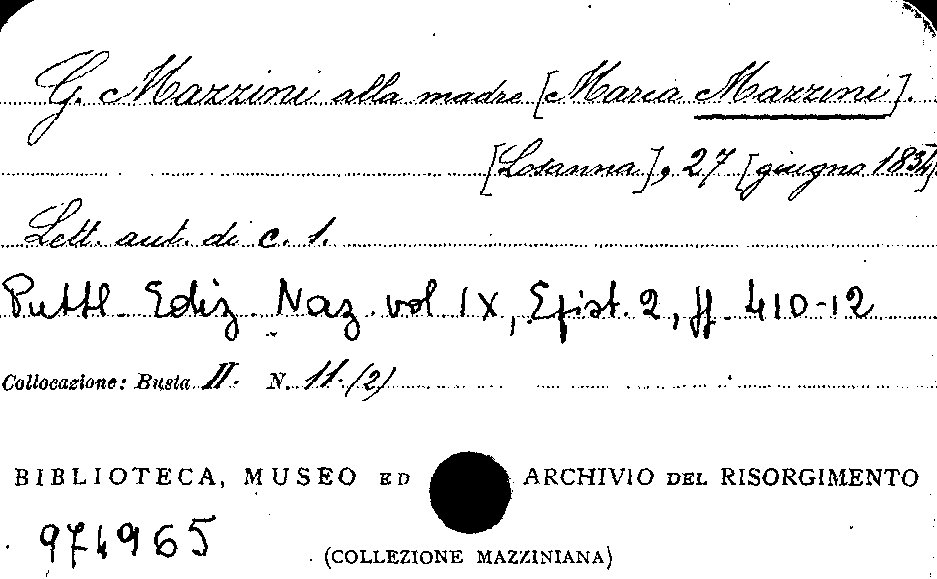 G. Mazzini alla madre [Maria Mazzini].
[Losanna], 27 [giugno 1834]
Lett. aut. di c. 1.
Pubbl. Ediz. Naz. vol IX, Epist. 2, pp. 410-12
Collocazione: Busta II. N. 11.(2)
BIBLIOTECA, MUSEO ED ARCHIVIO DEL RISORGIMENTO
974965
(COLLEZIONE MAZZINIANA)